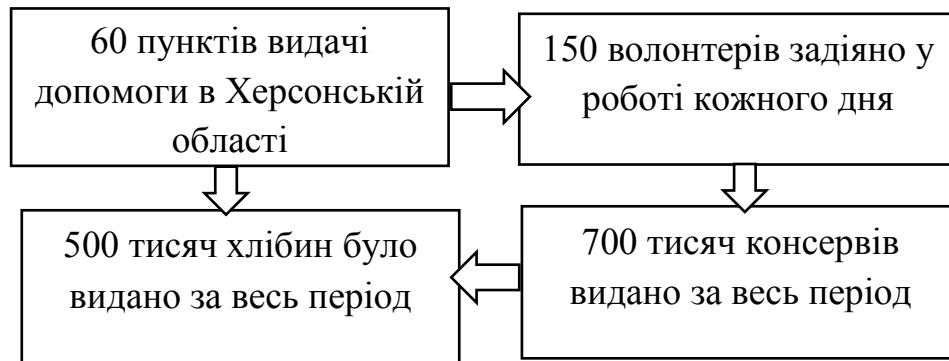 60 пунктів видачі
допомоги в Херсонській
області
150 волонтерів задіяно у
роботі кожного дня
500 тисяч хлібин було
видано за весь період
700 тисяч консервів
видано за весь період